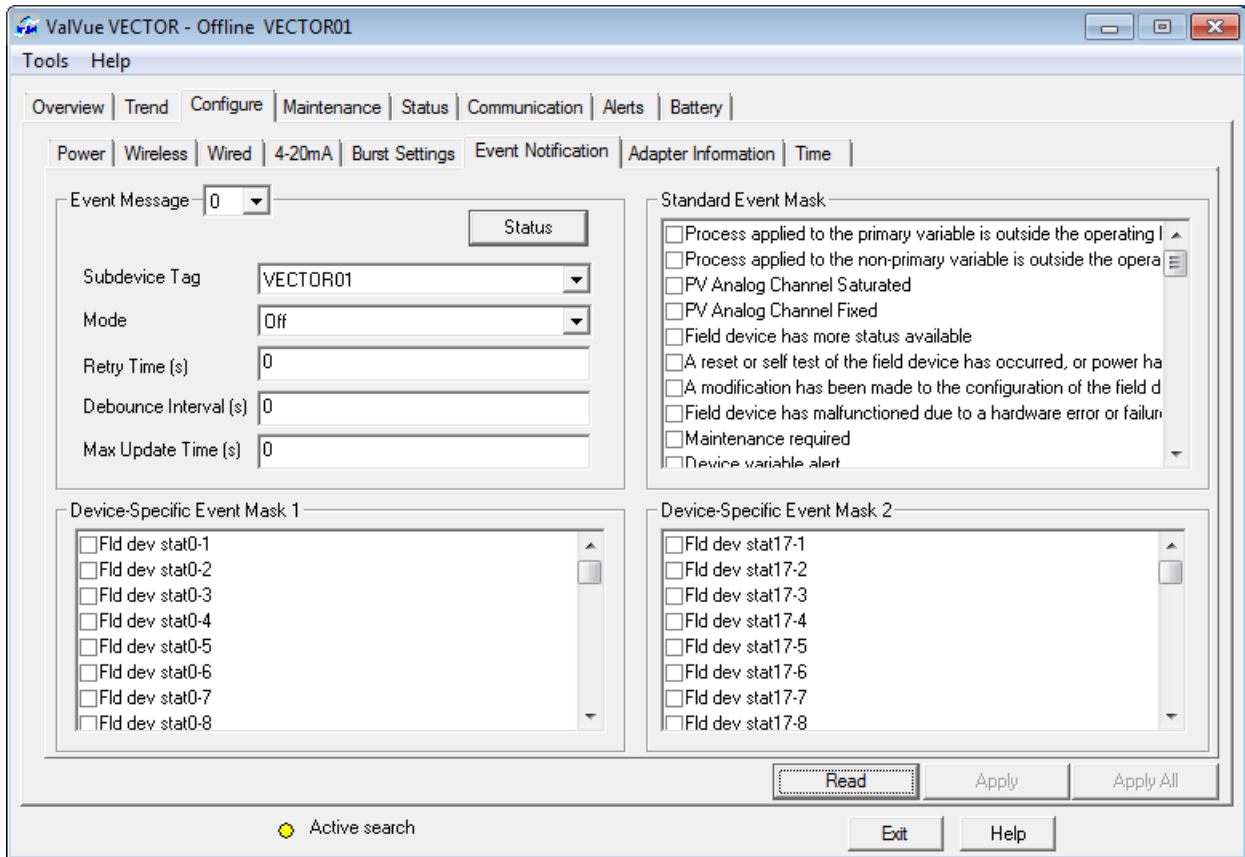 ValVue VECTOR - Offline VECTOR01
Tools Help
Overview Trend Configure Maintenance Status Communication Alerts Battery
Power Wireless Wired 4-20mA Burst Settings Event Notification Adapter Information Time
Event Message 0
Status
Subdevice Tag VECTOR01
Mode Off
Retry Time (s) 0
Debounce Interval (s) 0
Max Update Time (s) 0
Standard Event Mask
Process applied to the primary variable is outside the operating l
Process applied to the non-primary variable is outside the opera
PV Analog Channel Saturated
PV Analog Channel Fixed
Field device has more status available
A reset or self test of the field device has occurred, or power ha
A modification has been made to the configuration of the field d
Field device has malfunctioned due to a hardware error or failur
Maintenance required
Device variable alert
Device-Specific Event Mask 1
Fld dev stat0-1
Fld dev stat0-2
Fld dev stat0-3
Fld dev stat0-4
Fld dev stat0-5
Fld dev stat0-6
Fld dev stat0-7
Fld dev stat0-8
Device-Specific Event Mask 2
Fld dev stat17-1
Fld dev stat17-2
Fld dev stat17-3
Fld dev stat17-4
Fld dev stat17-5
Fld dev stat17-6
Fld dev stat17-7
Fld dev stat17-8
Read Apply Apply All
Active search Exit Help